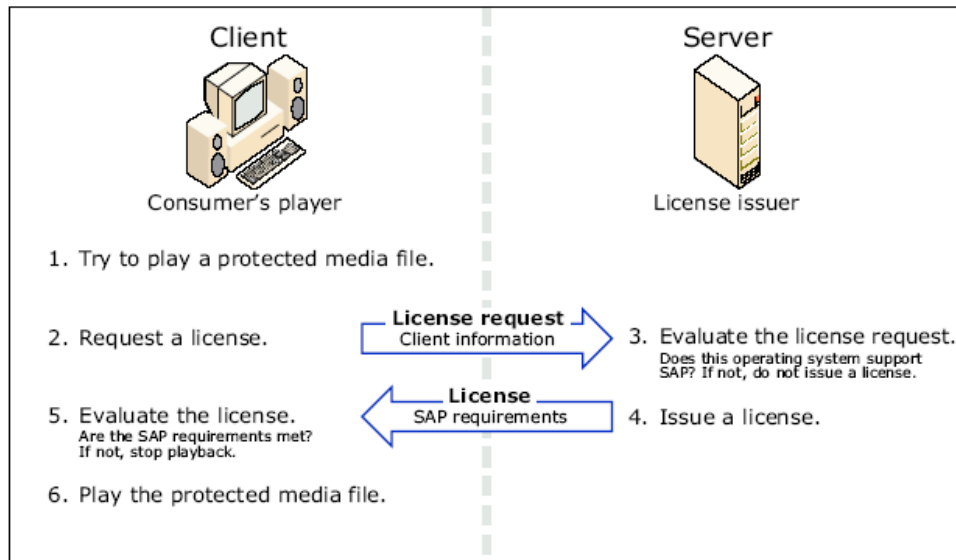 Client
Server
Consumer's player
License issuer
1. Try to play a protected media file.
2. Request a license.
License request
Client information
3. Evaluate the license request.
Does this operating system support
SAP? If not, do not issue a license.
License
SAP requirements
4. Issue a license.
5. Evaluate the license.
Are the SAP requirements met?
If not, stop playback.
6. Play the protected media file.